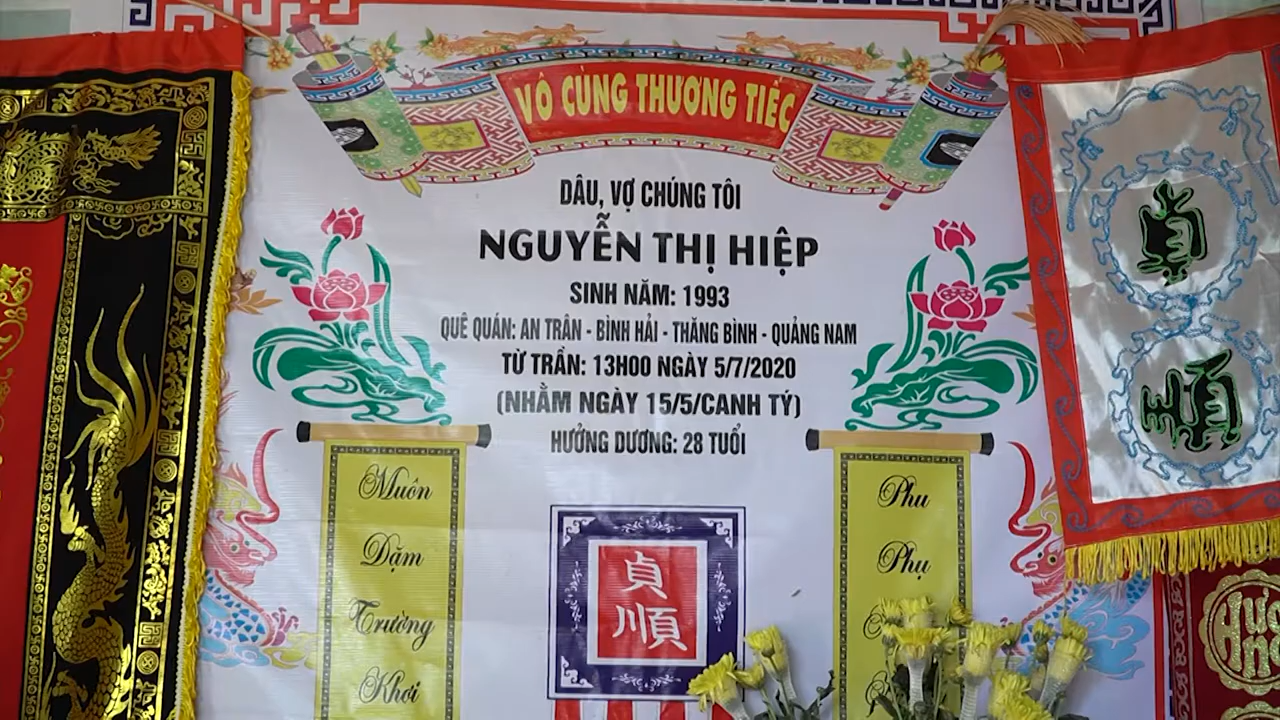 VÔ CÙNG THƯƠNG TIẾC
DÂU, VỢ CHÚNG TÔI
NGUYỄN THỊ HIỆP
SINH NĂM: 1993
QUÊ QUÁN: AN TRÂN - BÌNH HẢI - THĂNG BÌNH - QUẢNG NAM
TỪ TRẦN: 13H00 NGÀY 5/7/2020
(NHẰM NGÀY 15/5/CANH TÝ)
HƯỞNG DƯƠNG: 28 TUỔI
Muôn
Dặm
Trường
Khơi
貞
順
Phu
Phụ